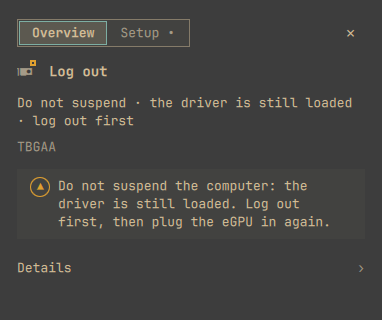 Overview Setup •
×
Log out
Do not suspend · the driver is still loaded
· log out first
TBGAA
Do not suspend the computer: the
driver is still loaded. Log out
first, then plug the eGPU in again.
Details ›